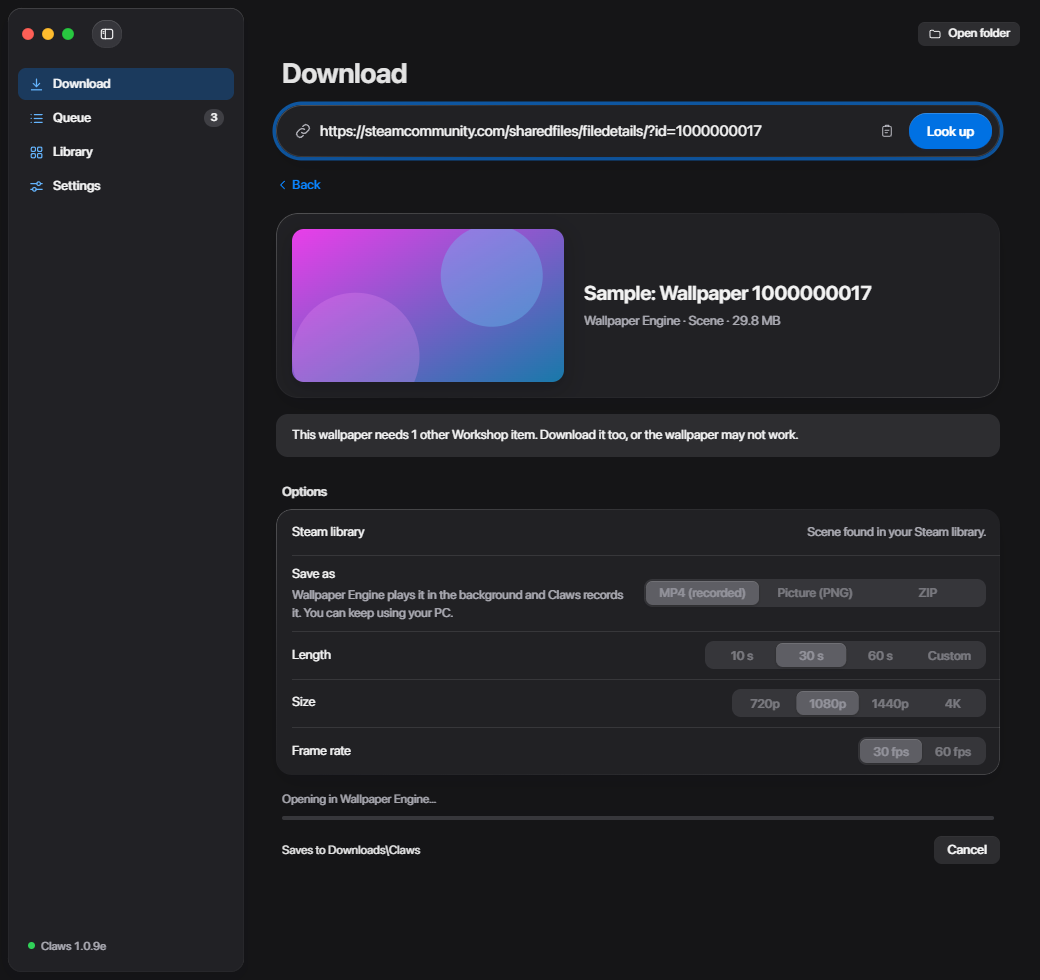 Open folder
Download
Queue
3
Library
Settings
Download
https://steamcommunity.com/sharedfiles/filedetails/?id=1000000017
Look up
Back
Sample: Wallpaper 1000000017
Wallpaper Engine · Scene · 29.8 MB
This wallpaper needs 1 other Workshop item. Download it too, or the wallpaper may not work.
Options
Steam library
Scene found in your Steam library.
Save as
Wallpaper Engine plays it in the background and Claws records
it. You can keep using your PC.
MP4 (recorded)
Picture (PNG)
ZIP
Length
10 s
30 s
60 s
Custom
Size
720p
1080p
1440p
4K
Frame rate
30 fps
60 fps
Opening in Wallpaper Engine…
Saves to Downloads\Claws
Cancel
Claws 1.0.9e